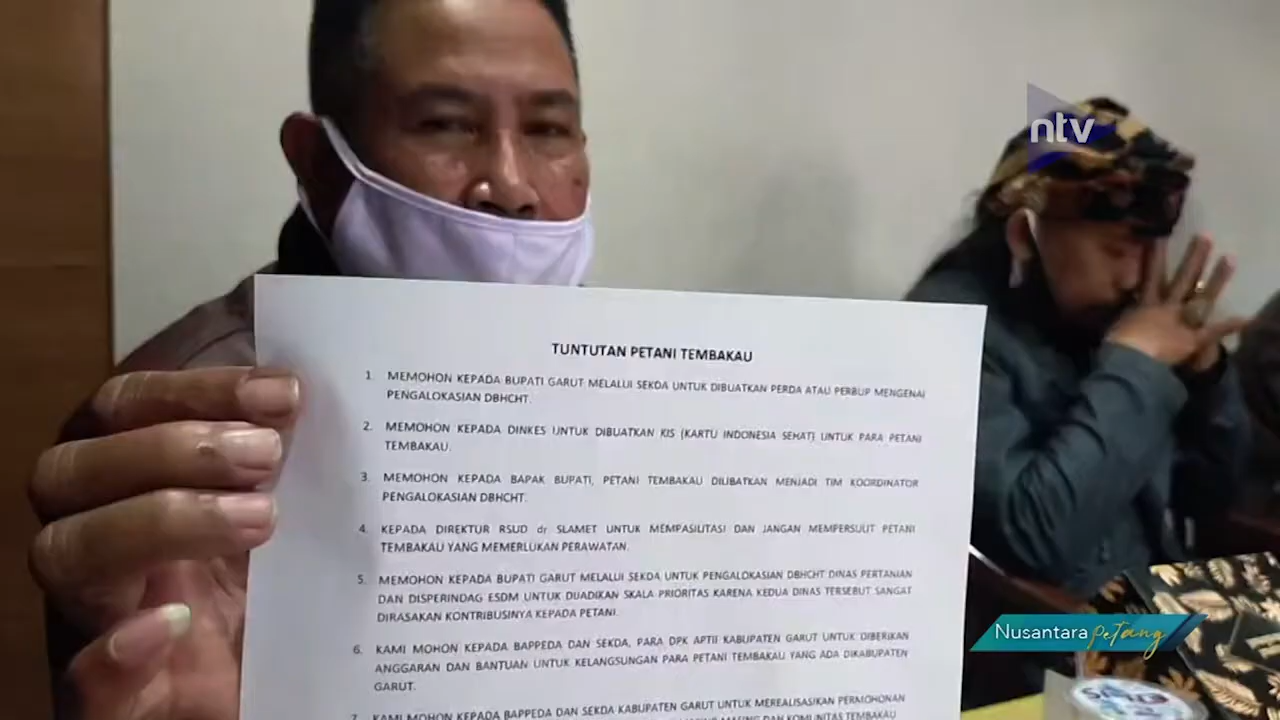 ntv
TUNTUTAN PETANI TEMBAKAU
1. MEMOHON KEPADA BUPATI GARUT MELALUI SEKDA UNTUK DIBUATKAN PERDA ATAU PERBUP MENGENAI
PENGALOKASIAN DBHCHT.
2. MEMOHON KEPADA DINKES UNTUK DIBUATKAN KIS (KARTU INDONESIA SEHAT) UNTUK PARA PETANI
TEMBAKAU.
3. MEMOHON KEPADA BAPAK BUPATI, PETANI TEMBAKAU DILIBATKAN MENJADI TIM KOORDINATOR
PENGALOKASIAN DBHCHT.
4. KEPADA DIREKTUR RSUD dr SLAMET UNTUK MEMPASILITASI DAN JANGAN MEMPERSULIT PETANI
TEMBAKAU YANG MEMERLUKAN PERAWATAN.
5. MEMOHON KEPADA BUPATI GARUT MELALUI SEKDA UNTUK PENGALOKASIAN DBHCHT DINAS PERTANIAN
DAN DISPERINDAG ESDM UNTUK DIJADIKAN SKALA PRIORITAS KARENA KEDUA DINAS TERSEBUT SANGAT
DIRASAKAN KONTRIBUSINYA KEPADA PETANI.
6. KAMI MOHON KEPADA BAPPEDA DAN SEKDA, PARA DPK APTII KABUPATEN GARUT UNTUK DIBERIKAN
ANGGARAN DAN BANTUAN UNTUK KELANGSUNGAN PARA PETANI TEMBAKAU YANG ADA DIKABUPATEN
GARUT.
7. KAMI MOHON KEPADA BAPPEDA DAN SEKDA KABUPATEN GARUT UNTUK MEREALISASIKAN PERMOHONAN
MASING DAN KOMUNITAS TEMBAKAU
Nusantara Petang